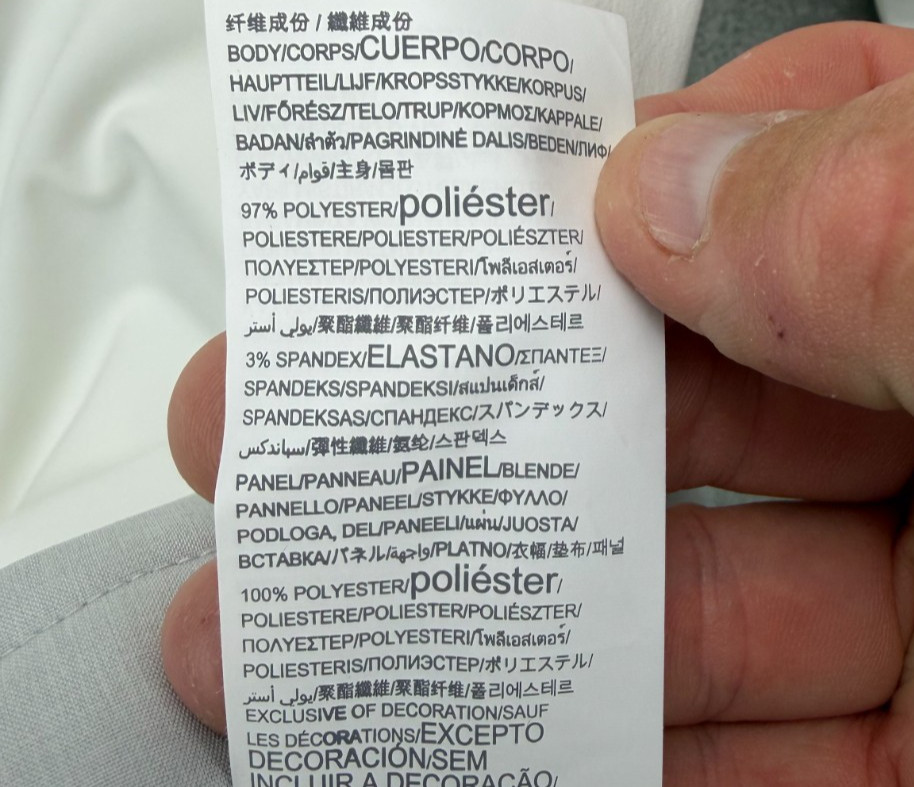 纤维成份 / 纖維成份
BODY/CORPS/CUERPO/CORPO/
HAUPTTEIL/LIJF/KROPSSTYKKE/KORPUS/
LIV/FŐRÉSZ/TELO/TRUP/ΚΟΡΜΟΣ/KAPPALE/
BADAN/ลำตัว/PAGRINDINĖ DALIS/BEDEN/ЛИФ/
ボディ/قوام/主身/몸판
97% POLYESTER/poliéster/
POLIESTERE/POLIESTER/POLIÉSZTER/
ΠΟΛΥΕΣΤΕΡ/POLYESTERI/โพลีเอสเตอร์/
POLIESTERIS/ПОЛИЭСТЕР/ポリエステル/
بولي أستر/聚酯纖維/聚酯纤维/폴리에스테르
3% SPANDEX/ELASTANO/ΣΠΑΝΤΕΞ/
SPANDEKS/SPANDEKSI/สแปนเด็กส์/
SPANDEKSAS/СПАНДЕКС/スパンデックス/
سباندكس/彈性纖維/氨纶/스판덱스
PANEL/PANNEAU/PAINEL/BLENDE/
PANNELLO/PANEEL/STYKKE/ΦΥΛΛΟ/
PODLOGA, DEL/PANEELI/แผ่น/JUOSTA/
ВСТАВКА/パネル/واجهة/PLATNO/衣幅/垫布/패널
100% POLYESTER/poliéster/
POLIESTERE/POLIESTER/POLIÉSZTER/
ΠΟΛΥΕΣΤΕΡ/POLYESTERI/โพลีเอสเตอร์/
POLIESTERIS/ПОЛИЭСТЕР/ポリエステル/
بولي أستر/聚酯纖維/聚酯纤维/폴리에스테르
EXCLUSIVE OF DECORATION/SAUF
LES DÉCORATIONS/EXCEPTO
DECORACIÓN/SEM
INCLUIR A DECORAÇÃO/